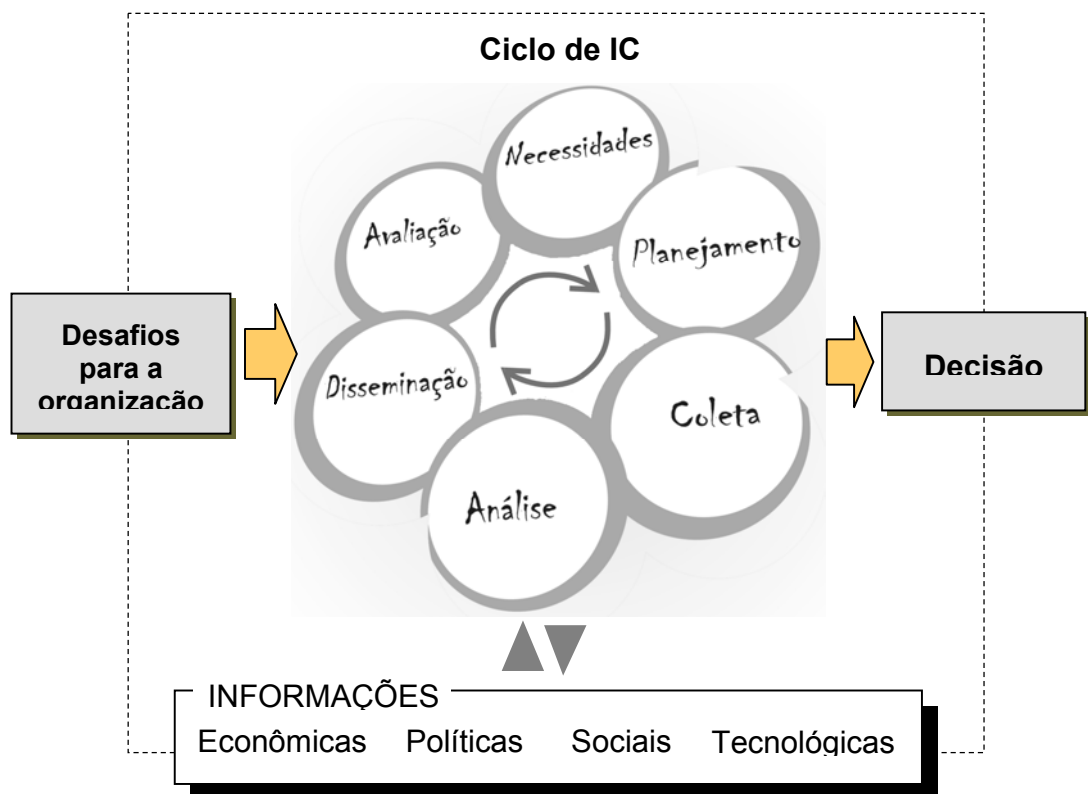 Ciclo de IC
Necessidades
Avaliação
Planejamento
Desafios
para a
organização
Disseminação
Coleta
Decisão
Análise
INFORMAÇÕES
Econômicas Políticas Sociais Tecnológicas